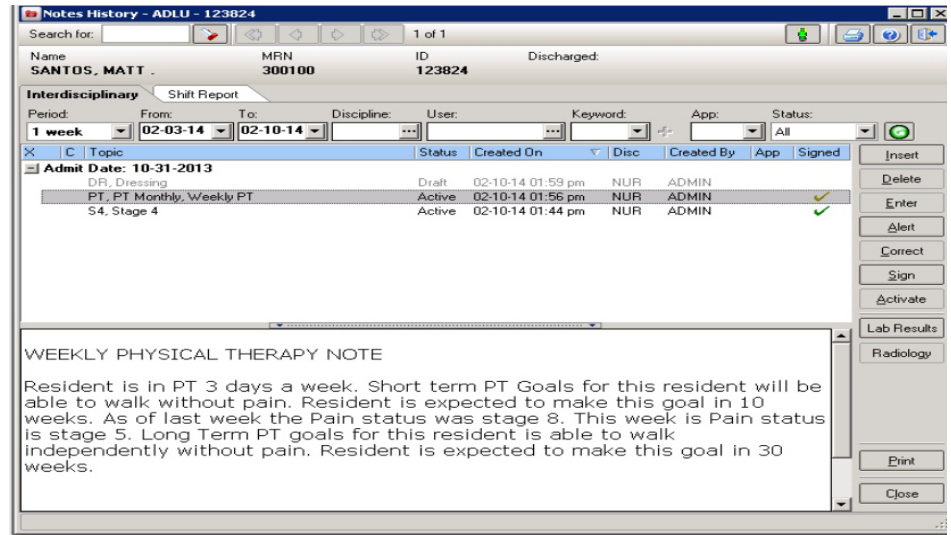 Notes History - ADLU - 123824
Search for: 1 of 1
Name MRN ID Discharged:
SANTOS, MATT . 300100 123824
Interdisciplinary Shift Report
Period: From: To: Discipline: User: Keyword: App: Status:
1 week 02-03-14 02-10-14 All
X C Topic Status Created On Disc Created By App Signed
Admit Date: 10-31-2013
DR, Dressing Draft 02-10-14 01:59 pm NUR ADMIN
PT, PT Monthly, Weekly PT Active 02-10-14 01:56 pm NUR ADMIN
S4, Stage 4 Active 02-10-14 01:44 pm NUR ADMIN
Insert
Delete
Enter
Alert
Correct
Sign
Activate
Lab Results
Radiology
Print
Close
WEEKLY PHYSICAL THERAPY NOTE
Resident is in PT 3 days a week. Short term PT Goals for this resident will be
able to walk without pain. Resident is expected to make this goal in 10
weeks. As of last week the Pain status was stage 8. This week is Pain status
is stage 5. Long Term PT goals for this resident is able to walk
independently without pain. Resident is expected to make this goal in 30
weeks.